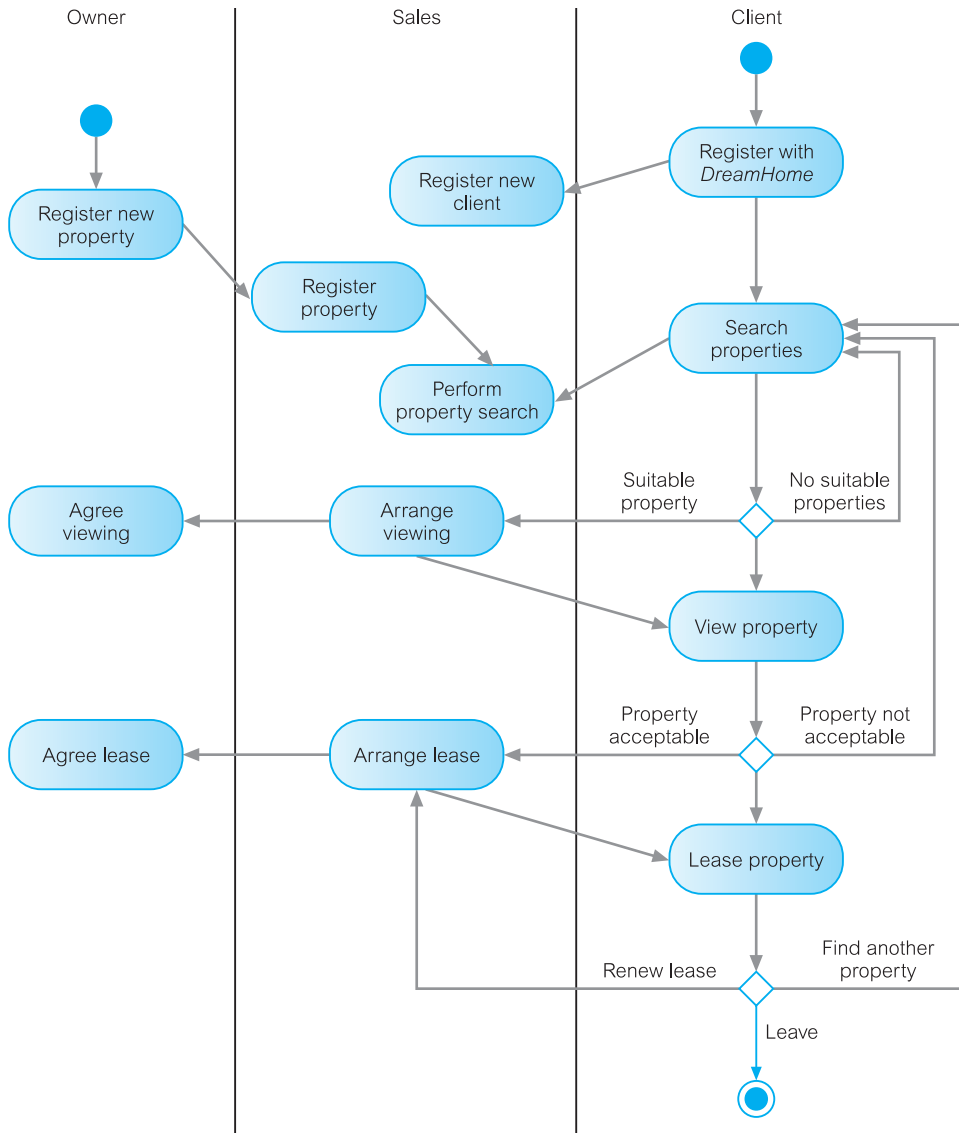 Owner
Sales
Client
Register with
DreamHome
Register new
client
Register new
property
Register
property
Search
properties
Perform
property search
Suitable
property
No suitable
properties
Agree
viewing
Arrange
viewing
View property
Property
acceptable
Property not
acceptable
Agree lease
Arrange lease
Lease property
Renew lease
Find another
property
Leave